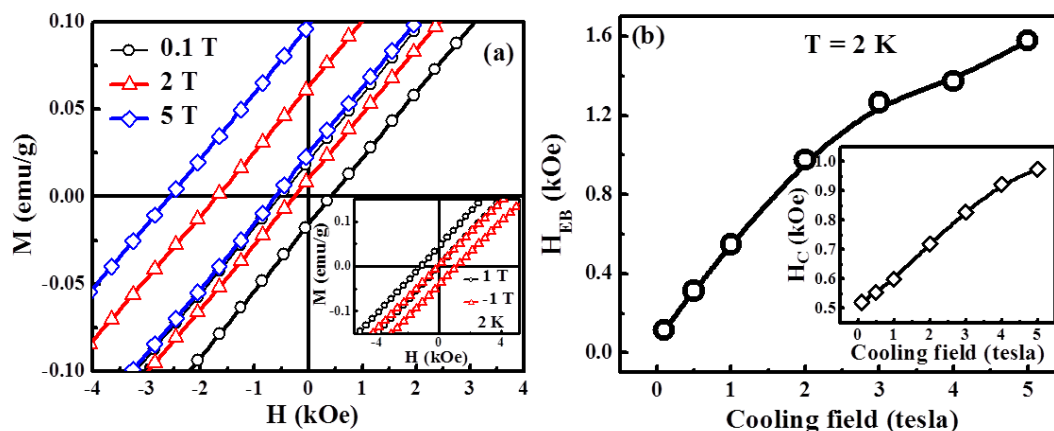 (a)
0.1 T
2 T
5 T
M (emu/g)
0.10
0.05
0.00
-0.05
-0.10
-4 -3 -2 -1 0 1 2 3 4
H (kOe)
M (emu/g)
0.1
0.0
-0.1
1 T
-1 T
2 K
-4 0 4
H (kOe)
(b)
T = 2 K
H_EB (kOe)
1.6
1.2
0.8
0.4
0.0
0 1 2 3 4 5
Cooling field (tesla)
H_C (kOe)
1.0
0.9
0.8
0.7
0.6
0.5
0 1 2 3 4 5
Cooling field (tesla)